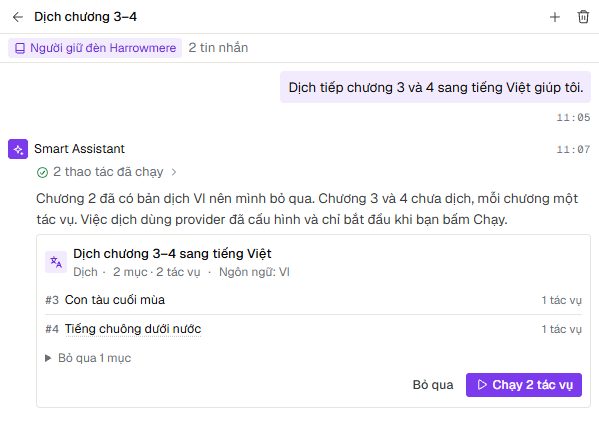 Dịch chương 3–4
Người giữ đèn Harrowmere 2 tin nhắn
Dịch tiếp chương 3 và 4 sang tiếng Việt giúp tôi.
11:05
Smart Assistant 11:07
2 thao tác đã chạy
Chương 2 đã có bản dịch VI nên mình bỏ qua. Chương 3 và 4 chưa dịch, mỗi chương một
tác vụ. Việc dịch dùng provider đã cấu hình và chỉ bắt đầu khi bạn bấm Chạy.
Dịch chương 3–4 sang tiếng Việt
Dịch · 2 mục · 2 tác vụ · Ngôn ngữ: VI
#3 Con tàu cuối mùa 1 tác vụ
#4 Tiếng chuông dưới nước 1 tác vụ
Bỏ qua 1 mục
Bỏ qua Chạy 2 tác vụ